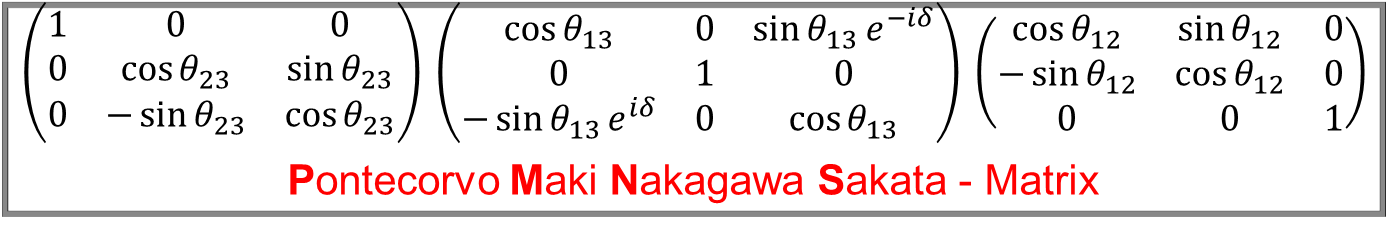 1 0 0 cos θ₁₃ 0 sin θ₁₃ e^{−iδ} cos θ₁₂ sin θ₁₂ 0
0 cos θ₂₃ sin θ₂₃ 0 1 0 − sin θ₁₂ cos θ₁₂ 0
0 − sin θ₂₃ cos θ₂₃ − sin θ₁₃ e^{iδ} 0 cos θ₁₃ 0 0 1
Pontecorvo Maki Nakagawa Sakata - Matrix